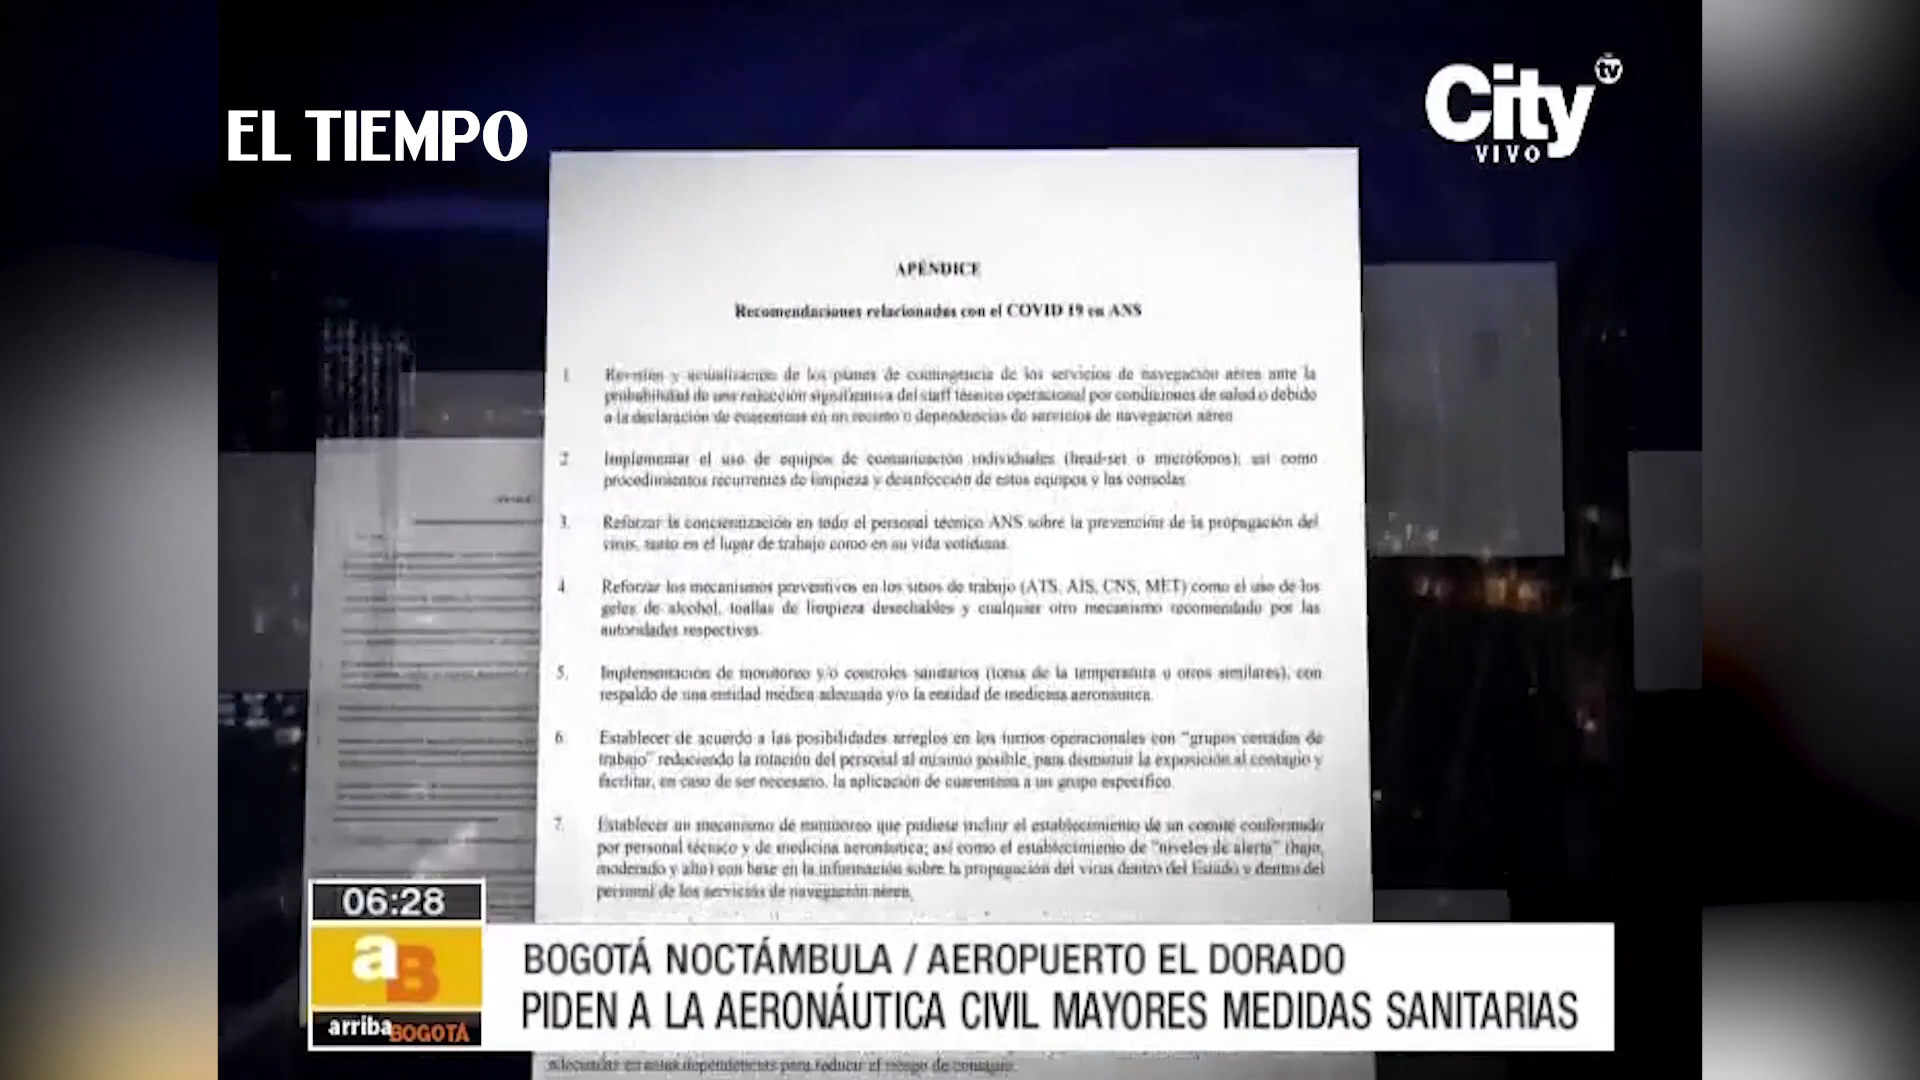 EL TIEMPO
City tv
VIVO
APÉNDICE
Recomendaciones relacionadas con el COVID 19 en ANS
1. Revisión y actualización de los planes de contingencia de los servicios de navegación aérea ante la
probabilidad de una reducción significativa del staff técnico operacional por condiciones de salud o debido
a la declaración de cuarentena en un recinto o dependencias de servicios de navegación aérea
2. Implementar el uso de equipos de comunicación individuales (head-set o micrófonos); así como
procedimientos recurrentes de limpieza y desinfección de estos equipos y las consolas
3. Reforzar la concientización en todo el personal técnico ANS sobre la prevención de la propagación del
virus, tanto en el lugar de trabajo como en su vida cotidiana.
4. Reforzar los mecanismos preventivos en los sitios de trabajo (ATS, AIS, CNS, MET) como el uso de los
geles de alcohol, toallas de limpieza desechables y cualquier otro mecanismo recomendado por las
autoridades respectivas.
5. Implementación de monitoreo y/o controles sanitarios (toma de la temperatura u otros similares), con
respaldo de una entidad médica adecuada y/o la entidad de medicina aeronáutica.
6. Establecer de acuerdo a las posibilidades arreglos en los turnos operacionales con "grupos cerrados de
trabajo" reduciendo la rotación del personal al mínimo posible, para disminuir la exposición al contagio y
facilitar, en caso de ser necesario, la aplicación de cuarentena a un grupo específico.
7. Establecer un mecanismo de monitoreo que pudiese incluir el establecimiento de un comité conformado
por personal técnico y de medicina aeronáutica; así como el establecimiento de "niveles de alerta" (bajo,
moderado y alto) con base en la información sobre la propagación del virus dentro del Estado y dentro del
personal de los servicios de navegación aérea.
06:28
aB
arriba BOGOTÁ
BOGOTÁ NOCTÁMBULA / AEROPUERTO EL DORADO
PIDEN A LA AERONÁUTICA CIVIL MAYORES MEDIDAS SANITARIAS
para reducir el riesgo de contagio.